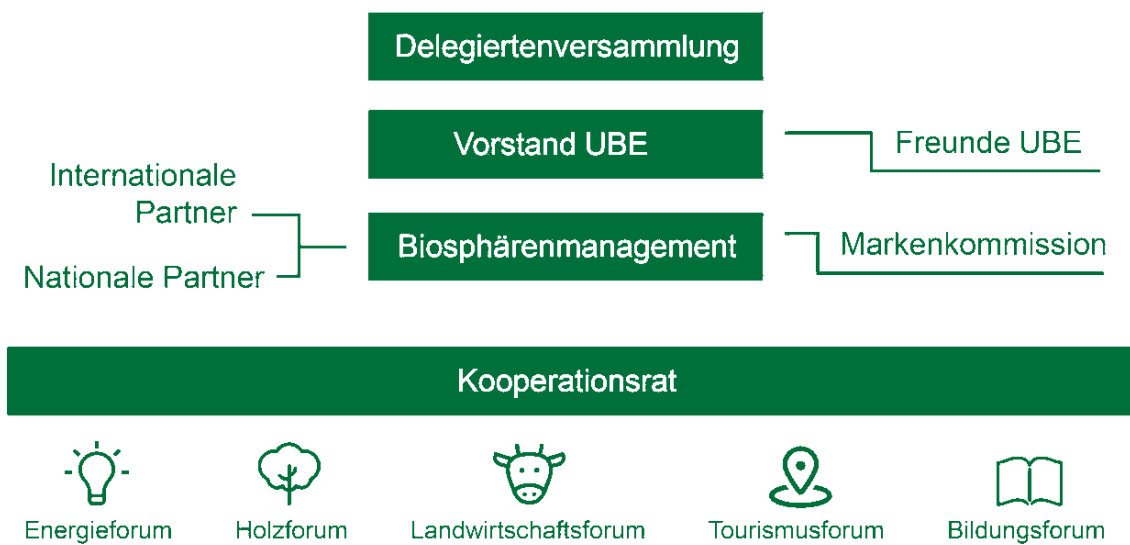 Delegiertenversammlung
Vorstand UBE
Freunde UBE
Internationale
Partner
Nationale Partner
Biosphärenmanagement
Markenkommission
Kooperationsrat
Energieforum
Holzforum
Landwirtschaftsforum
Tourismusforum
Bildungsforum